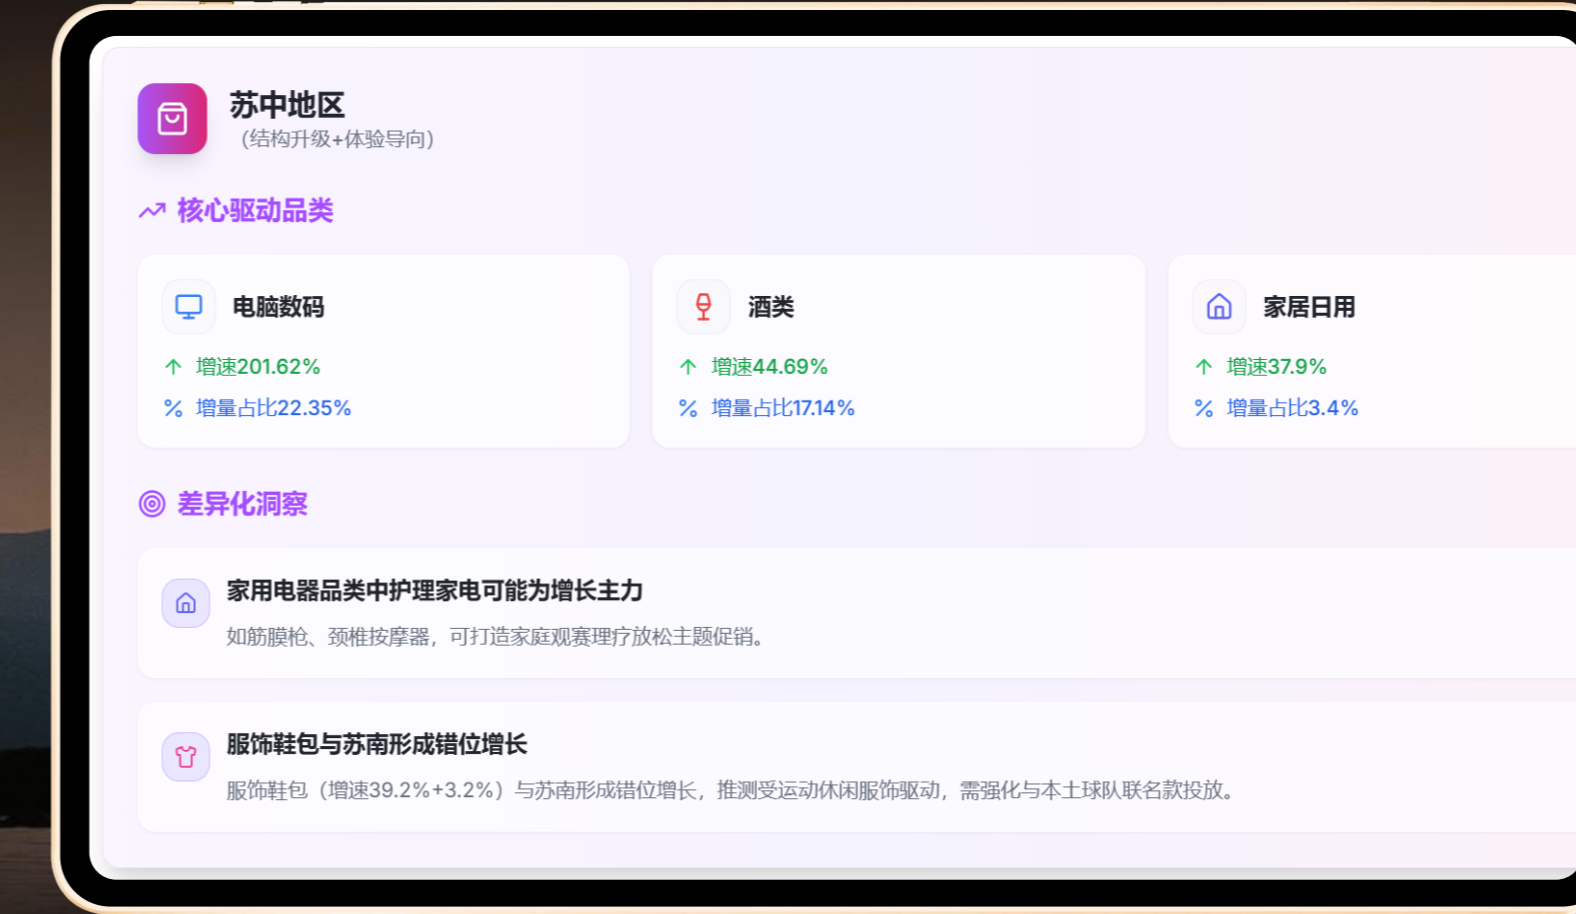 苏中地区
（结构升级+体验导向）
核心驱动品类
电脑数码
增速201.62%
% 增量占比22.35%
酒类
增速44.69%
% 增量占比17.14%
家居日用
增速37.9%
% 增量占比3.4%
差异化洞察
家用电器品类中护理家电可能为增长主力
如筋膜枪、颈椎按摩器，可打造家庭观赛理疗放松主题促销。
服饰鞋包与苏南形成错位增长
服饰鞋包（增速39.2%+3.2%）与苏南形成错位增长，推测受运动休闲服饰驱动，需强化与本土球队联名款投放。